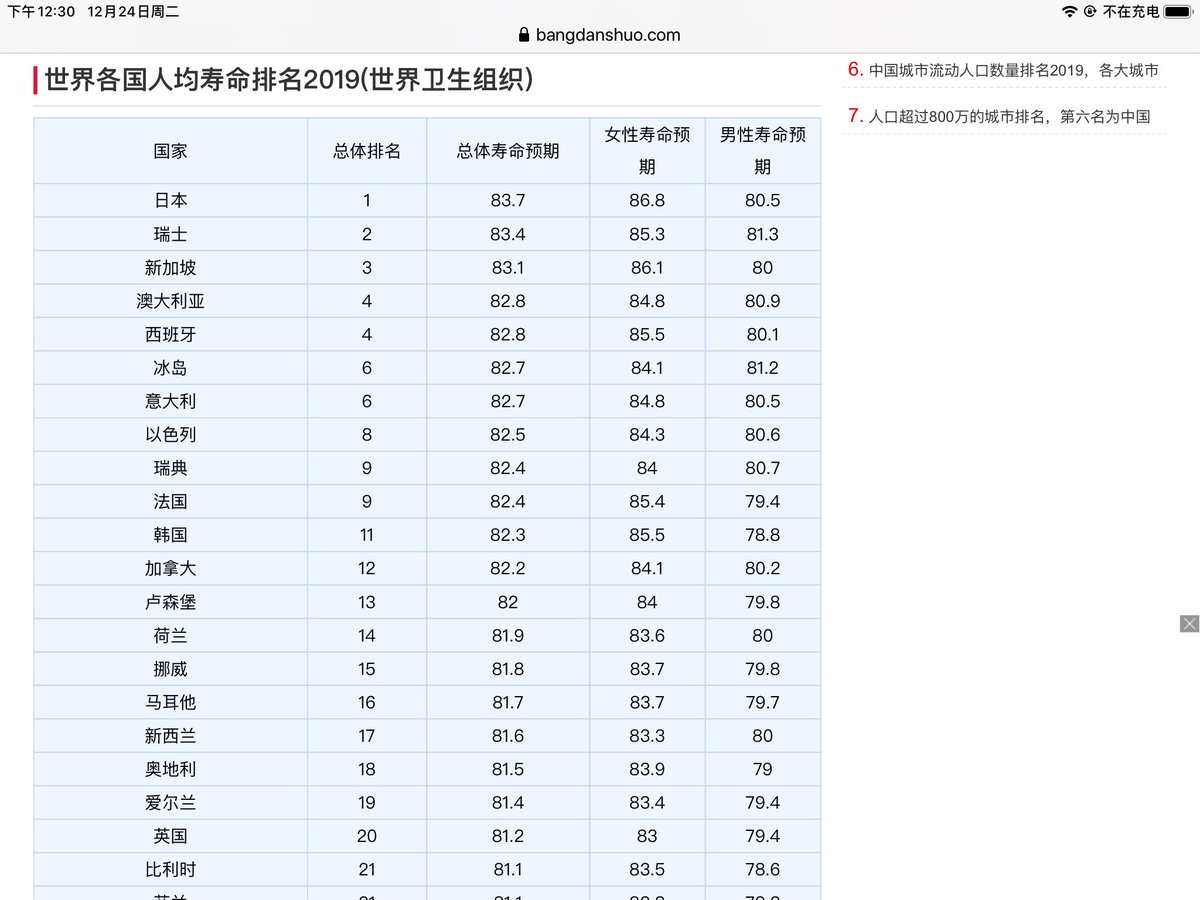 下午12:30 12月24日周二
不在充电
bangdanshuo.com
世界各国人均寿命排名2019(世界卫生组织)
国家 总体排名 总体寿命预期 女性寿命预期 男性寿命预期
日本 1 83.7 86.8 80.5
瑞士 2 83.4 85.3 81.3
新加坡 3 83.1 86.1 80
澳大利亚 4 82.8 84.8 80.9
西班牙 4 82.8 85.5 80.1
冰岛 6 82.7 84.1 81.2
意大利 6 82.7 84.8 80.5
以色列 8 82.5 84.3 80.6
瑞典 9 82.4 84 80.7
法国 9 82.4 85.4 79.4
韩国 11 82.3 85.5 78.8
加拿大 12 82.2 84.1 80.2
卢森堡 13 82 84 79.8
荷兰 14 81.9 83.6 80
挪威 15 81.8 83.7 79.8
马耳他 16 81.7 83.7 79.7
新西兰 17 81.6 83.3 80
奥地利 18 81.5 83.9 79
爱尔兰 19 81.4 83.4 79.4
英国 20 81.2 83 79.4
比利时 21 81.1 83.5 78.6
6. 中国城市流动人口数量排名2019，各大城市
7. 人口超过800万的城市排名，第六名为中国